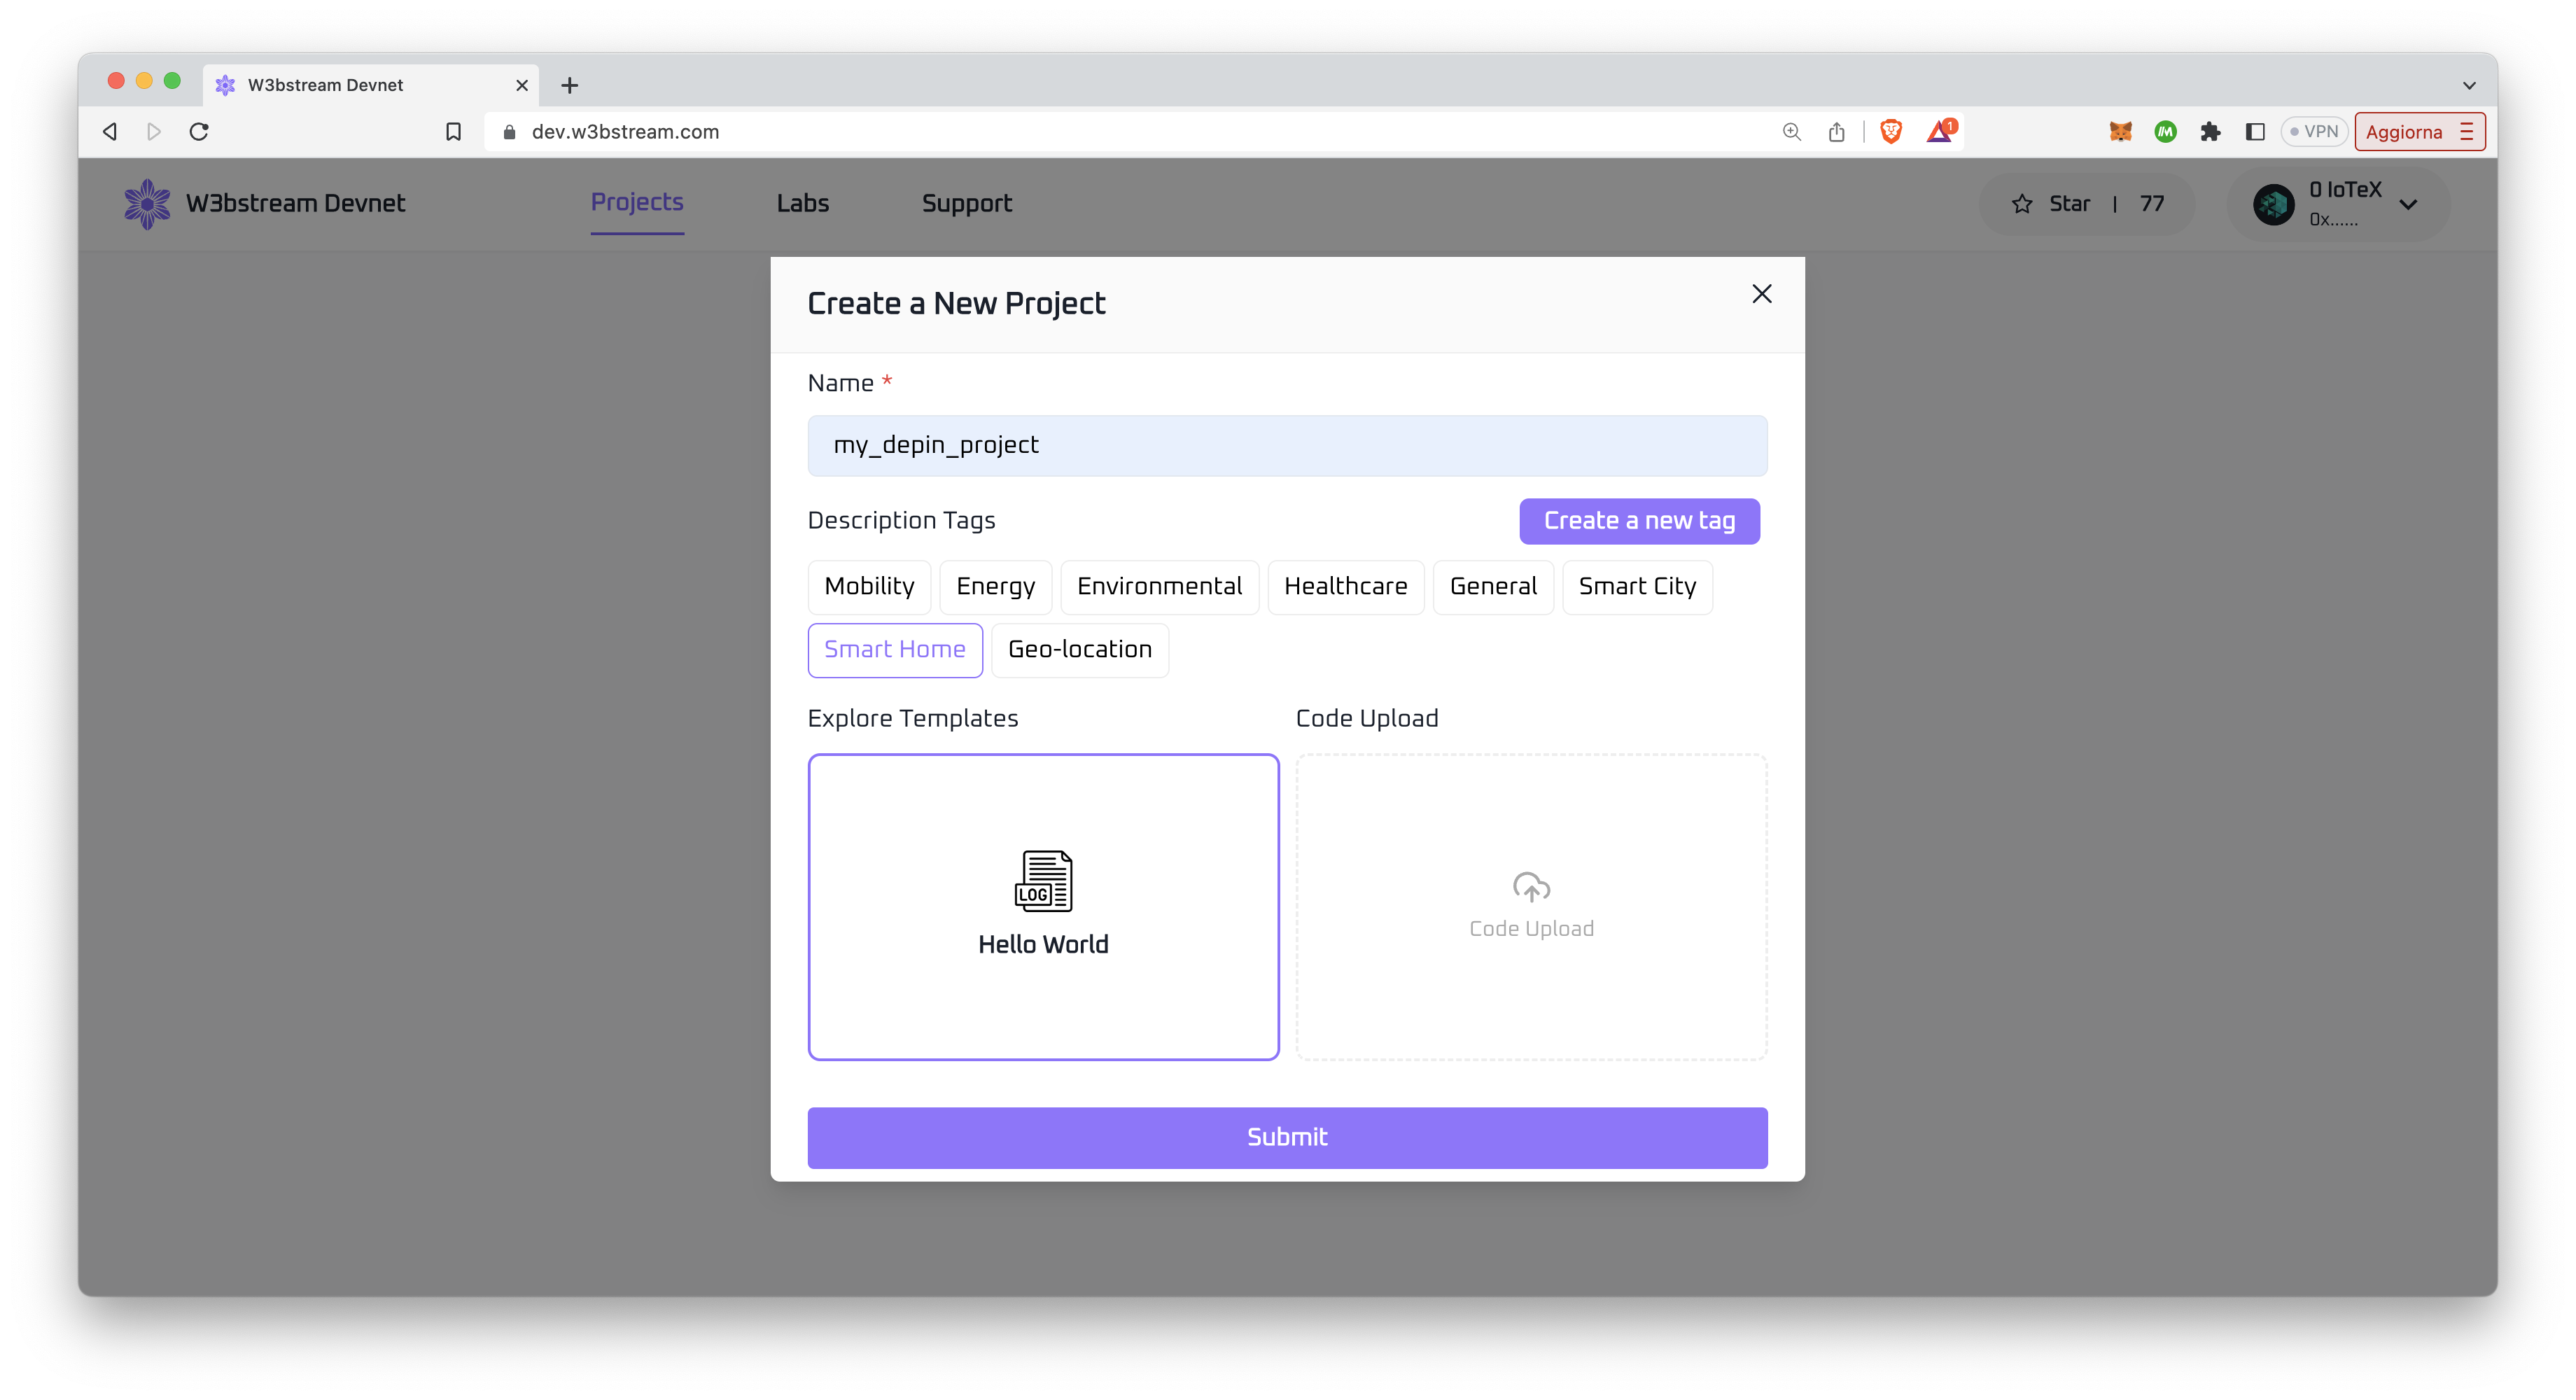 W3bstream Devnet
dev.w3bstream.com
1
VPN
Aggiorna
W3bstream Devnet
Projects
Labs
Support
Star | 77
0 IoTeX
0x......
Create a New Project
Name *
my_depin_project
Description Tags
Create a new tag
Mobility Energy Environmental Healthcare General Smart City
Smart Home Geo-location
Explore Templates
Code Upload
LOG
Hello World
Code Upload
Submit